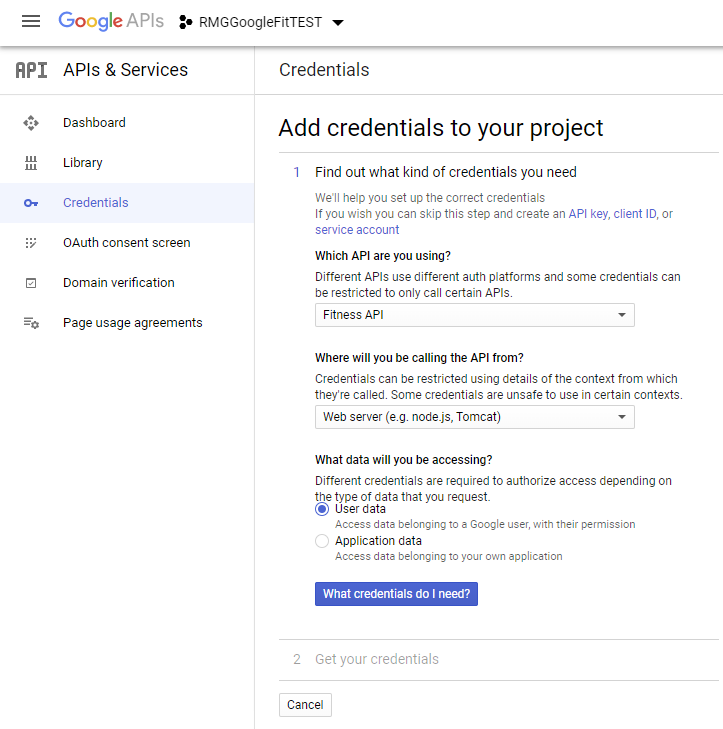 Google APIs
RMGGoogleFitTEST
API
APIs & Services
Credentials
Dashboard
Library
Credentials
OAuth consent screen
Domain verification
Page usage agreements
Add credentials to your project
1 Find out what kind of credentials you need
We'll help you set up the correct credentials
If you wish you can skip this step and create an API key, client ID, or
service account
Which API are you using?
Different APIs use different auth platforms and some credentials can
be restricted to only call certain APIs.
Fitness API
Where will you be calling the API from?
Credentials can be restricted using details of the context from which
they're called. Some credentials are unsafe to use in certain contexts.
Web server (e.g. node.js, Tomcat)
What data will you be accessing?
Different credentials are required to authorize access depending on
the type of data that you request.
User data
Access data belonging to a Google user, with their permission
Application data
Access data belonging to your own application
What credentials do I need?
2 Get your credentials
Cancel